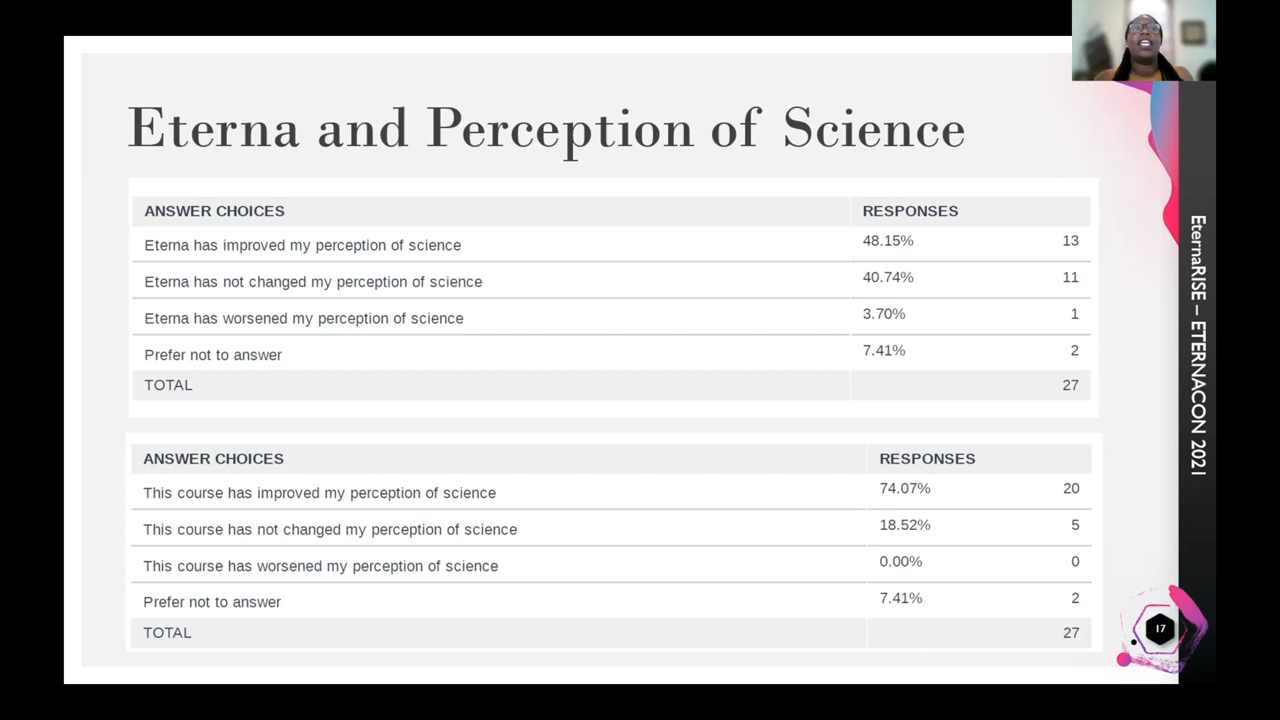 Eterna and Perception of Science
ANSWER CHOICES RESPONSES
Eterna has improved my perception of science 48.15% 13
Eterna has not changed my perception of science 40.74% 11
Eterna has worsened my perception of science 3.70% 1
Prefer not to answer 7.41% 2
TOTAL 27
ANSWER CHOICES RESPONSES
This course has improved my perception of science 74.07% 20
This course has not changed my perception of science 18.52% 5
This course has worsened my perception of science 0.00% 0
Prefer not to answer 7.41% 2
TOTAL 27
EternaRISE – ETERNACON 2021
17